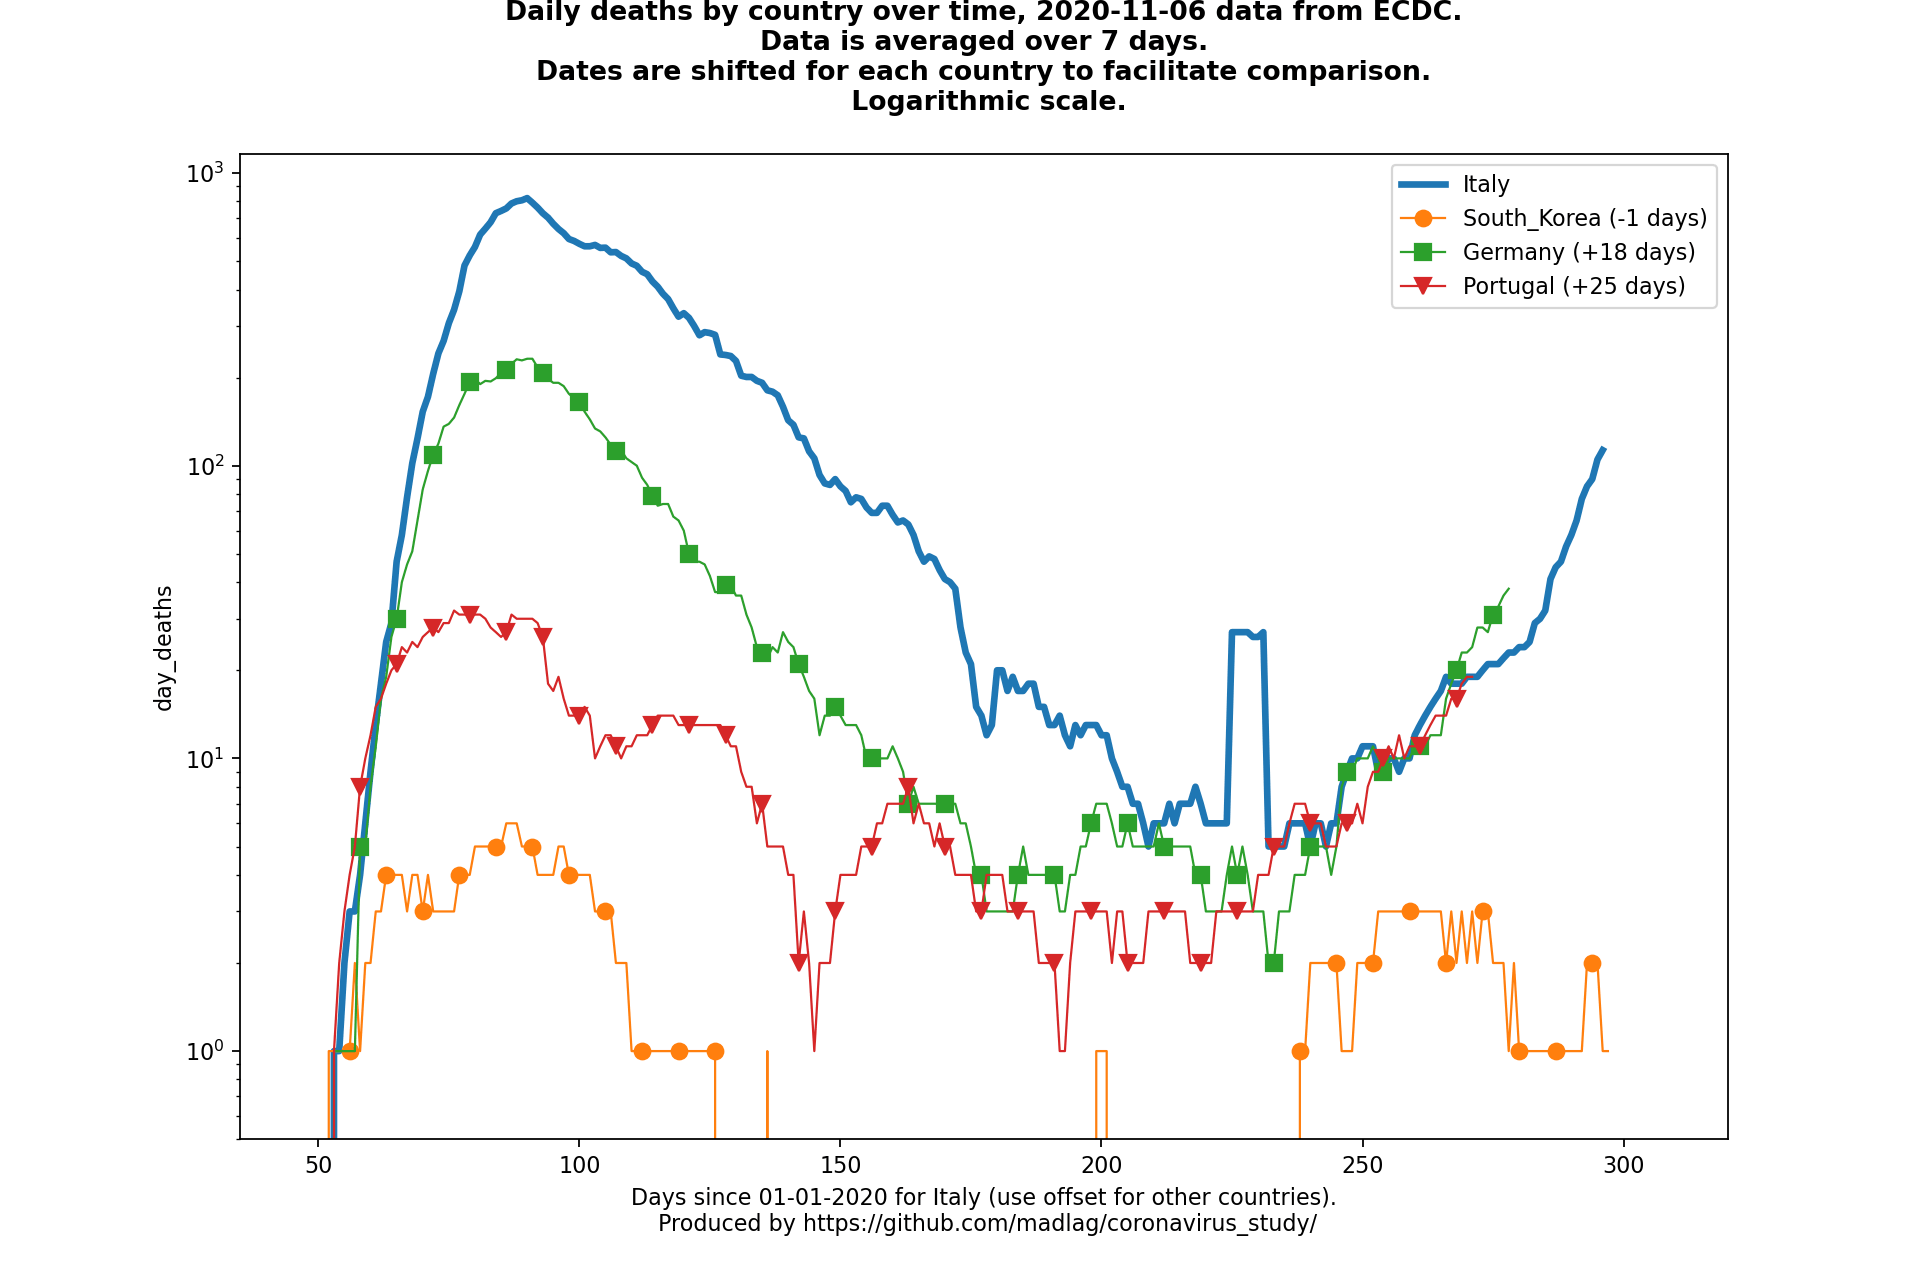 Daily deaths by country over time, 2020-11-06 data from ECDC.
Data is averaged over 7 days.
Dates are shifted for each country to facilitate comparison.
Logarithmic scale.
10³
10²
10¹
10⁰
day_deaths
Italy
South_Korea (-1 days)
Germany (+18 days)
Portugal (+25 days)
50 100 150 200 250 300
Days since 01-01-2020 for Italy (use offset for other countries).
Produced by https://github.com/madlag/coronavirus_study/